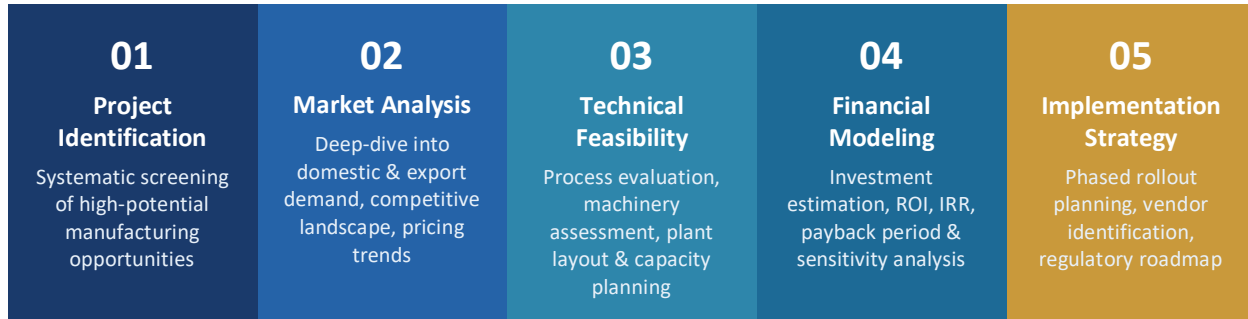 01
Project
Identification
Systematic screening
of high-potential
manufacturing
opportunities
02
Market Analysis
Deep-dive into
domestic & export
demand, competitive
landscape, pricing
trends
03
Technical
Feasibility
Process evaluation,
machinery
assessment, plant
layout & capacity
planning
04
Financial
Modeling
Investment
estimation, ROI, IRR,
payback period &
sensitivity analysis
05
Implementation
Strategy
Phased rollout
planning, vendor
identification,
regulatory roadmap